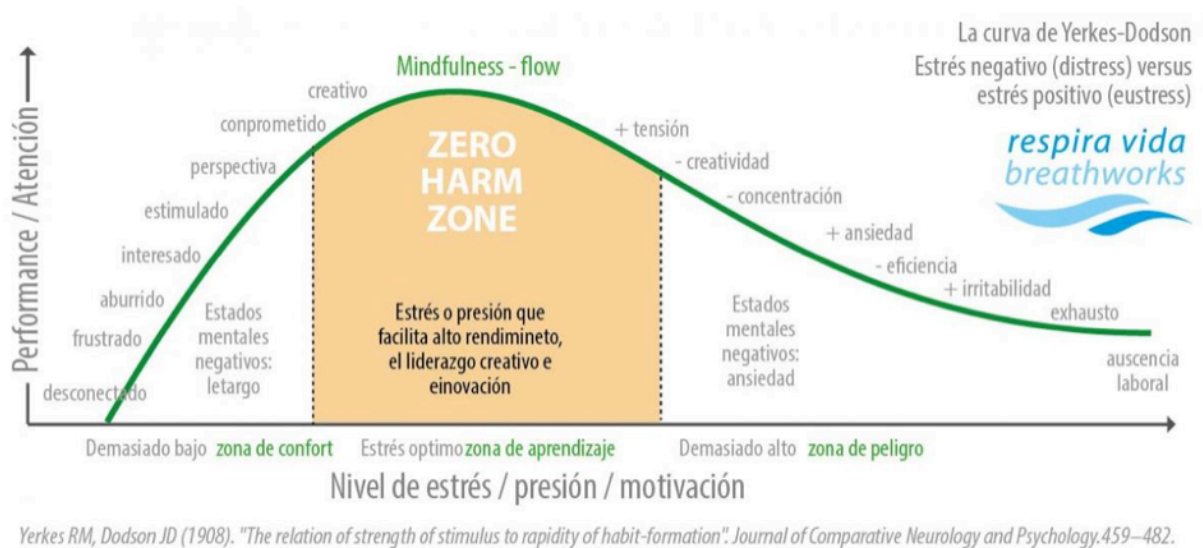 La curva de Yerkes-Dodson
Estrés negativo (distress) versus
estrés positivo (eustress)
respira vida
breathworks
Performance / Atención
Mindfulness - flow
creativo
conprometido
perspectiva
estimulado
interesado
aburrido
frustrado
desconectado
Estados
mentales
negativos:
letargo
ZERO
HARM
ZONE
Estrés o presión que
facilita alto rendimineto,
el liderazgo creativo e
einovación
+ tensión
- creatividad
- concentración
+ ansiedad
- eficiencia
+ irritabilidad
exhausto
Estados
mentales
negativos:
ansiedad
auscencia
laboral
Demasiado bajo zona de confort Estrés optimo zona de aprendizaje Demasiado alto zona de peligro
Nivel de estrés / presión / motivación
Yerkes RM, Dodson JD (1908). "The relation of strength of stimulus to rapidity of habit-formation". Journal of Comparative Neurology and Psychology.459–482.